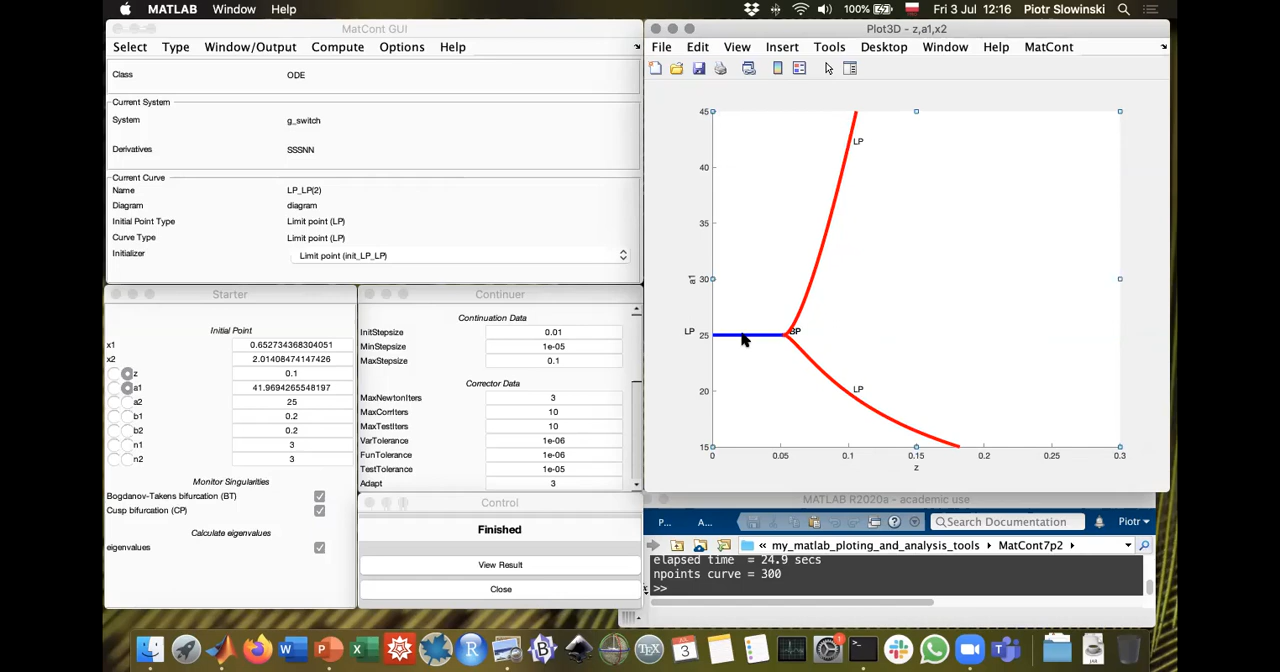 MATLAB Window Help
100% Fri 3 Jul 12:16 Piotr Slowinski
MatCont GUI
Select Type Window/Output Compute Options Help
Class ODE
Current System
System g_switch
Derivatives SSSNN
Current Curve
Name LP_LP(2)
Diagram diagram
Initial Point Type Limit point (LP)
Curve Type Limit point (LP)
Initializer Limit point (init_LP_LP)
Starter
Initial Point
x1 0.652734368304051
x2 2.01408474147426
z 0.1
a1 41.9694265548197
a2 25
b1 0.2
b2 0.2
n1 3
n2 3
Monitor Singularities
Bogdanov-Takens bifurcation (BT)
Cusp bifurcation (CP)
Calculate eigenvalues
eigenvalues
Continuer
Continuation Data
InitStepsize 0.01
MinStepsize 1e-05
MaxStepsize 0.1
Corrector Data
MaxNewtonIters 3
MaxCorrIters 10
MaxTestIters 10
VarTolerance 1e-06
FunTolerance 1e-06
TestTolerance 1e-05
Adapt 3
Control
Finished
View Result
Close
Plot3D - z,a1,x2
File Edit View Insert Tools Desktop Window Help MatCont
45
LP
40
35
a1 30
LP 25 BP
20 LP
15
0 0.05 0.1 0.15 0.2 0.25 0.3
z
MATLAB R2020a - academic use
P... A... Search Documentation Piotr
« my_matlab_ploting_and_analysis_tools MatCont7p2
elapsed time = 24.9 secs
npoints curve = 300
>>